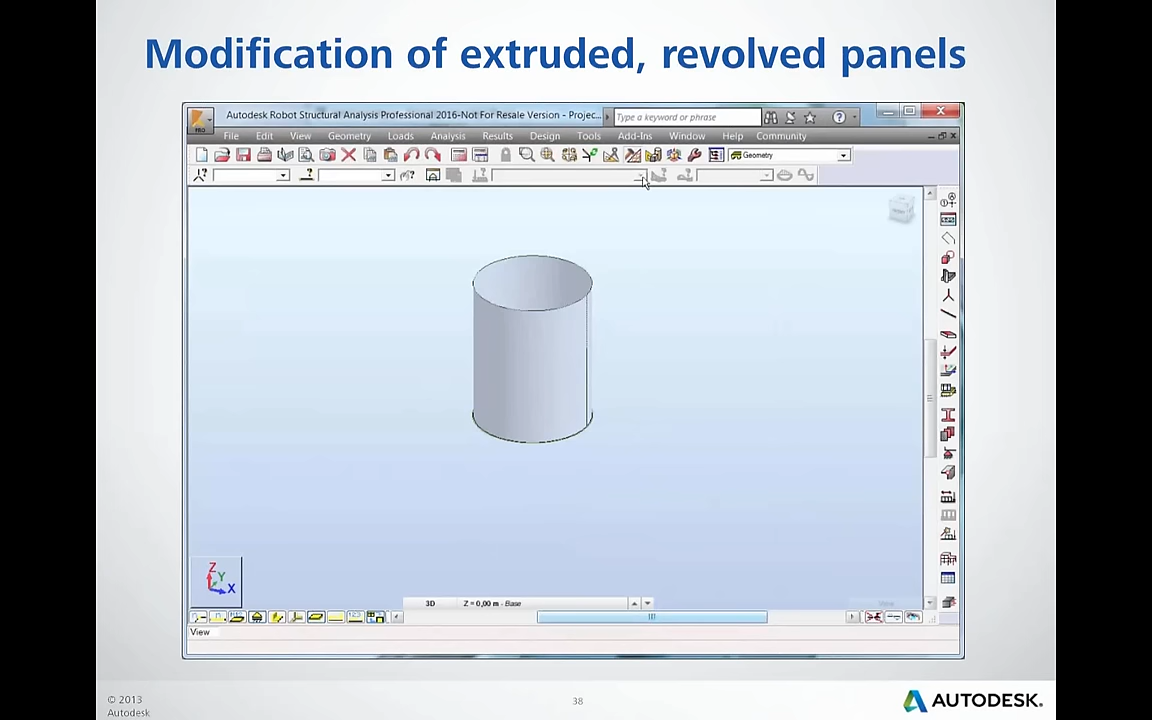 Modification of extruded, revolved panels
Autodesk Robot Structural Analysis Professional 2016-Not For Resale Version - Projec...
Type a keyword or phrase
PRO
File Edit View Geometry Loads Analysis Results Design Tools Add-Ins Window Help Community
Geometry
Z
Y
X
3D Z = 0,00 m - Base
View
© 2013
Autodesk
38
AUTODESK.